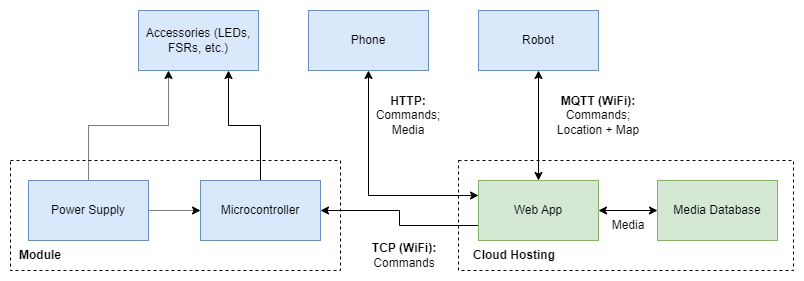 Accessories (LEDs,
FSRs, etc.)
Phone
Robot
HTTP:
Commands;
Media
MQTT (WiFi):
Commands;
Location + Map
Power Supply
Microcontroller
Web App
Media Database
Media
Module
TCP (WiFi):
Commands
Cloud Hosting